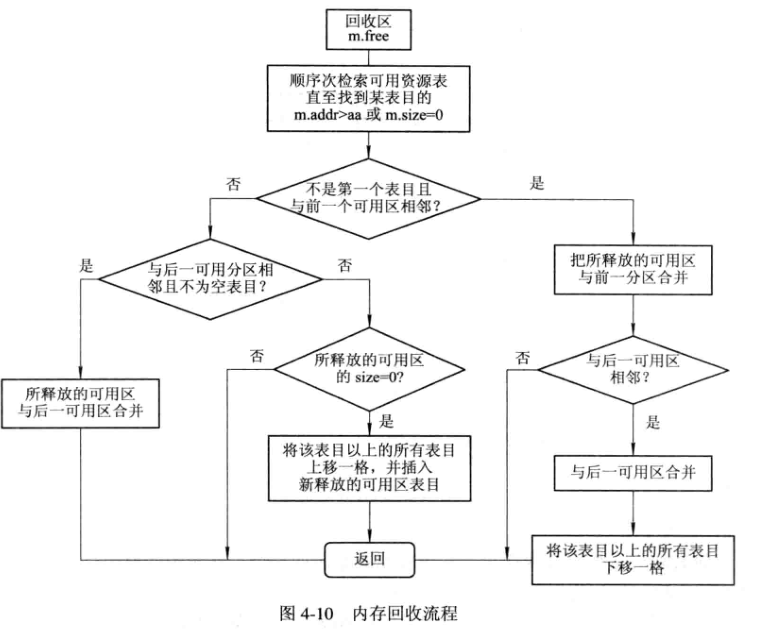 回收区
m.free
顺序次检索可用资源表
直至找到某表目的
m.addr>aa 或 m.size=0
不是第一个表目且
与前一个可用区相邻？
否
是
与后一可用分区相
邻且不为空表目？
是
否
把所释放的可用区
与前一分区合并
所释放的可用区
的 size=0?
否
是
与后一可用区
相邻？
否
是
所释放的可用区
与后一可用区合并
将该表目以上的所有表目
上移一格，并插入
新释放的可用区表目
与后一可用区合并
返回
将该表目以上的所有表目
下移一格
图 4-10 内存回收流程